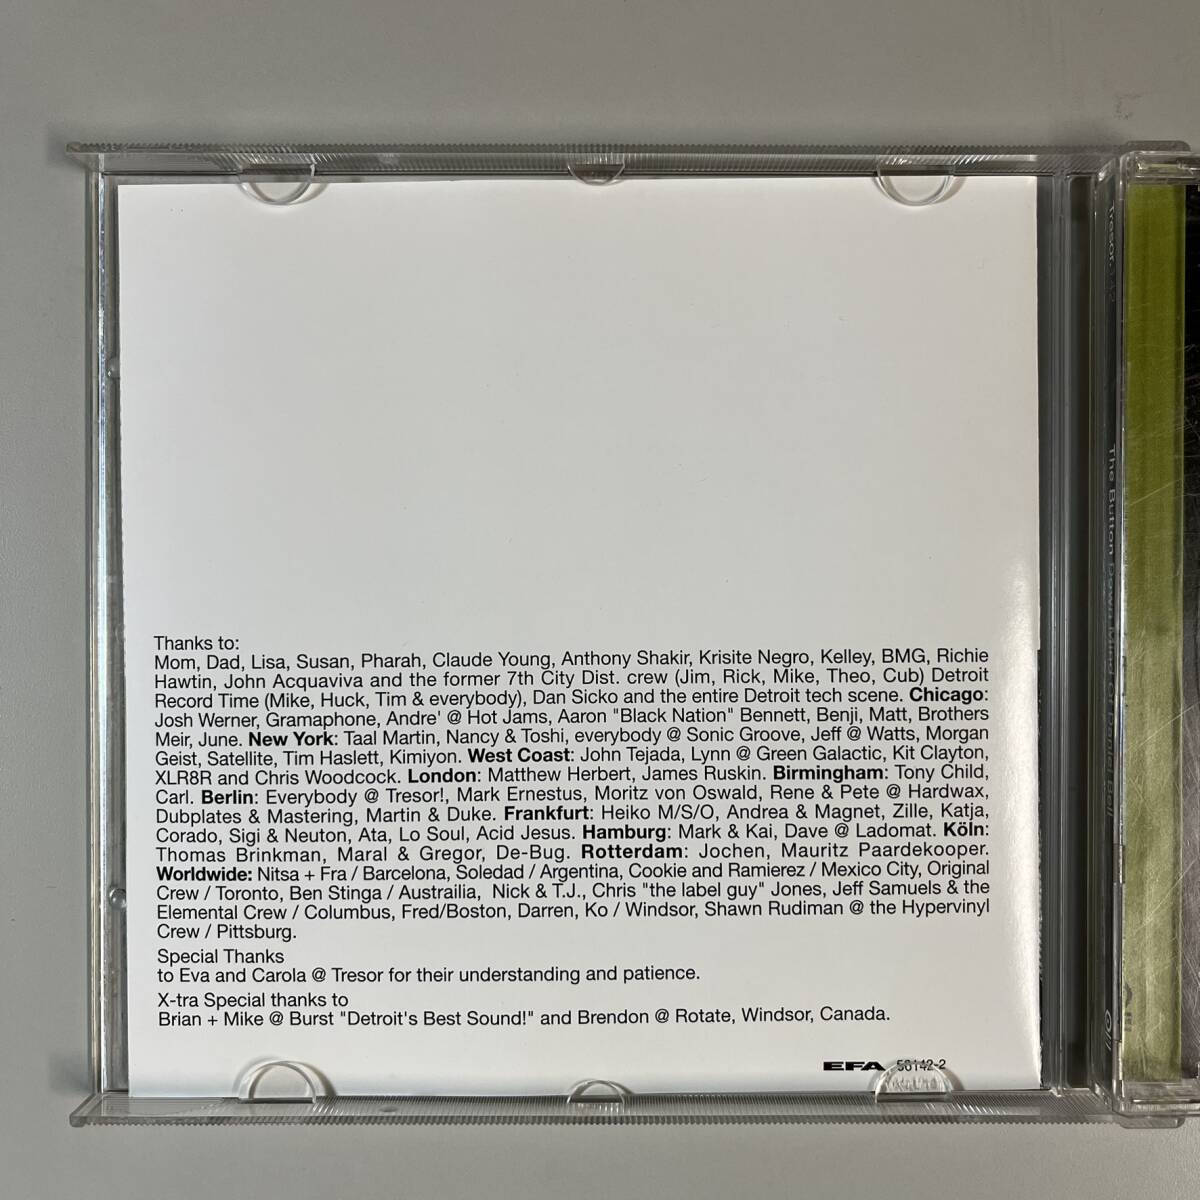 Thanks to:
Mom, Dad, Lisa, Susan, Pharah, Claude Young, Anthony Shakir, Krisite Negro, Kelley, BMG, Richie
Hawtin, John Acquaviva and the former 7th City Dist. crew (Jim, Rick, Mike, Theo, Cub) Detroit
Record Time (Mike, Huck, Tim & everybody), Dan Sicko and the entire Detroit tech scene. Chicago:
Josh Werner, Gramaphone, Andre' @ Hot Jams, Aaron "Black Nation" Bennett, Benji, Matt, Brothers
Meir, June. New York: Taal Martin, Nancy & Toshi, everybody @ Sonic Groove, Jeff @ Watts, Morgan
Geist, Satellite, Tim Haslett, Kimiyon. West Coast: John Tejada, Lynn @ Green Galactic, Kit Clayton,
XLR8R and Chris Woodcock. London: Matthew Herbert, James Ruskin. Birmingham: Tony Child,
Carl. Berlin: Everybody @ Tresor!, Mark Ernestus, Moritz von Oswald, Rene & Pete @ Hardwax,
Dubplates & Mastering, Martin & Duke. Frankfurt: Heiko M/S/O, Andrea & Magnet, Zille, Katja,
Corado, Sigi & Neuton, Ata, Lo Soul, Acid Jesus. Hamburg: Mark & Kai, Dave @ Ladomat. Köln:
Thomas Brinkman, Maral & Gregor, De-Bug. Rotterdam: Jochen, Mauritz Paardekooper.
Worldwide: Nitsa + Fra / Barcelona, Soledad / Argentina, Cookie and Ramierez / Mexico City, Original
Crew / Toronto, Ben Stinga / Austrailia, Nick & T.J., Chris "the label guy" Jones, Jeff Samuels & the
Elemental Crew / Columbus, Fred/Boston, Darren, Ko / Windsor, Shawn Rudiman @ the Hypervinyl
Crew / Pittsburg.
Special Thanks
to Eva and Carola @ Tresor for their understanding and patience.
X-tra Special thanks to
Brian + Mike @ Burst "Detroit's Best Sound!" and Brendon @ Rotate, Windsor, Canada.
EFA 56142-2
Tresor.142
The Button Down Mind of Daniel Bell